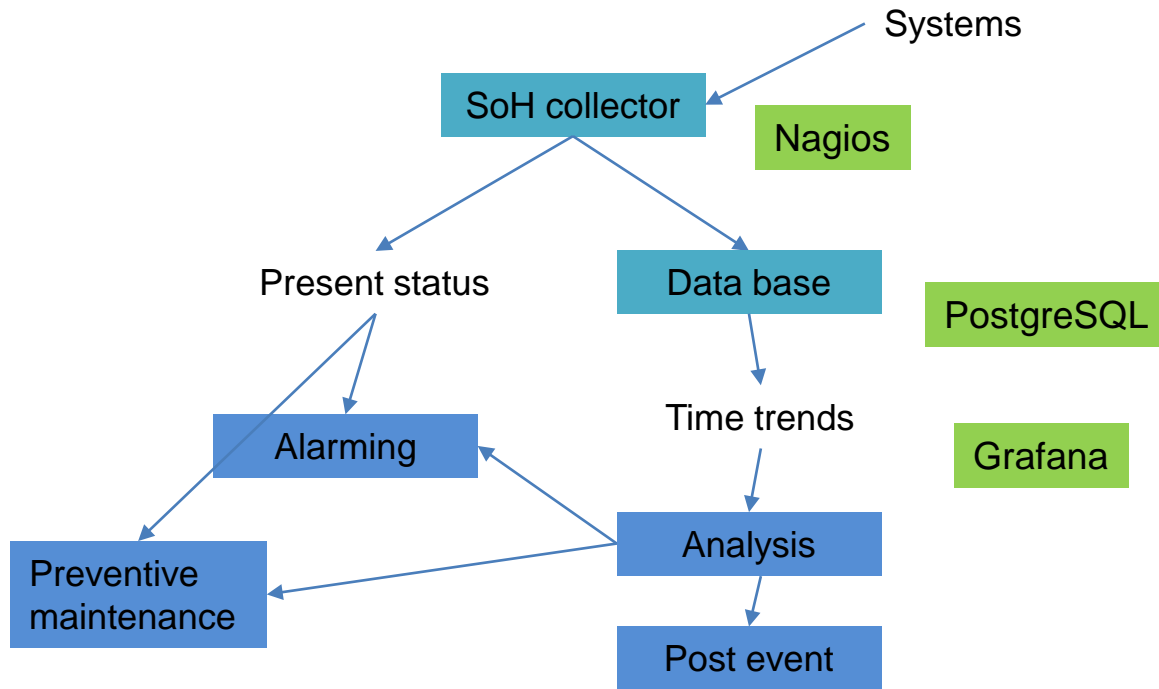 Systems
SoH collector
Nagios
Present status
Data base
PostgreSQL
Time trends
Alarming
Grafana
Analysis
Preventive
maintenance
Post event